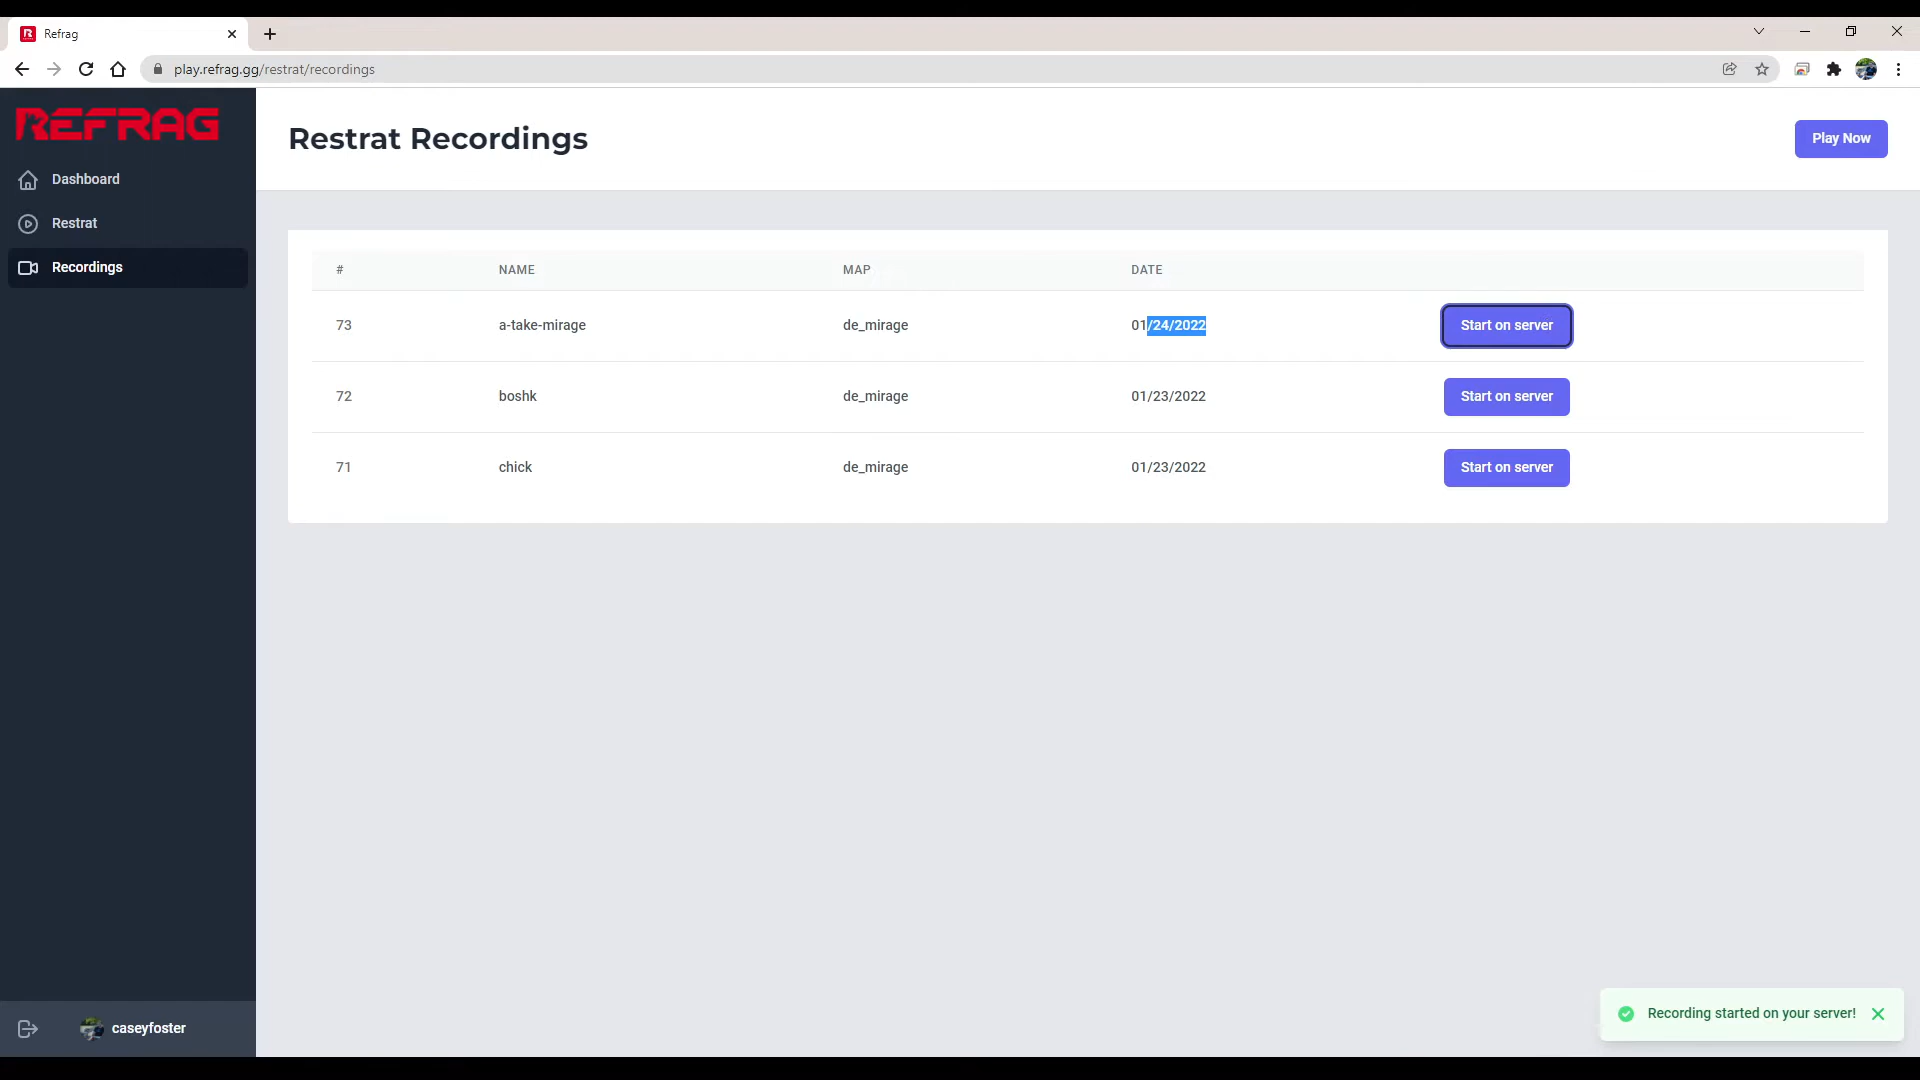 Refrag
play.refrag.gg/restrat/recordings
REFRAG
Dashboard
Restrat
Recordings
caseyfoster
Restrat Recordings
Play Now
# NAME MAP DATE
73 a-take-mirage de_mirage 01/24/2022 Start on server
72 boshk de_mirage 01/23/2022 Start on server
71 chick de_mirage 01/23/2022 Start on server
Recording started on your server!